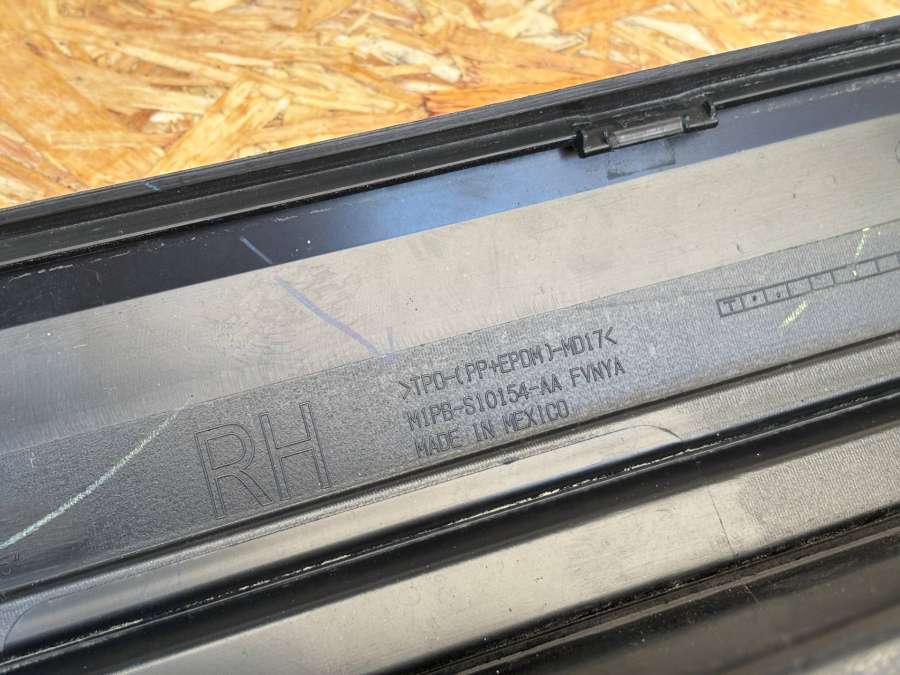 >TPO-(PP+EPDM)-MD17<
M1PB-S10154-AA FVNYA
MADE IN MEXICO
RH